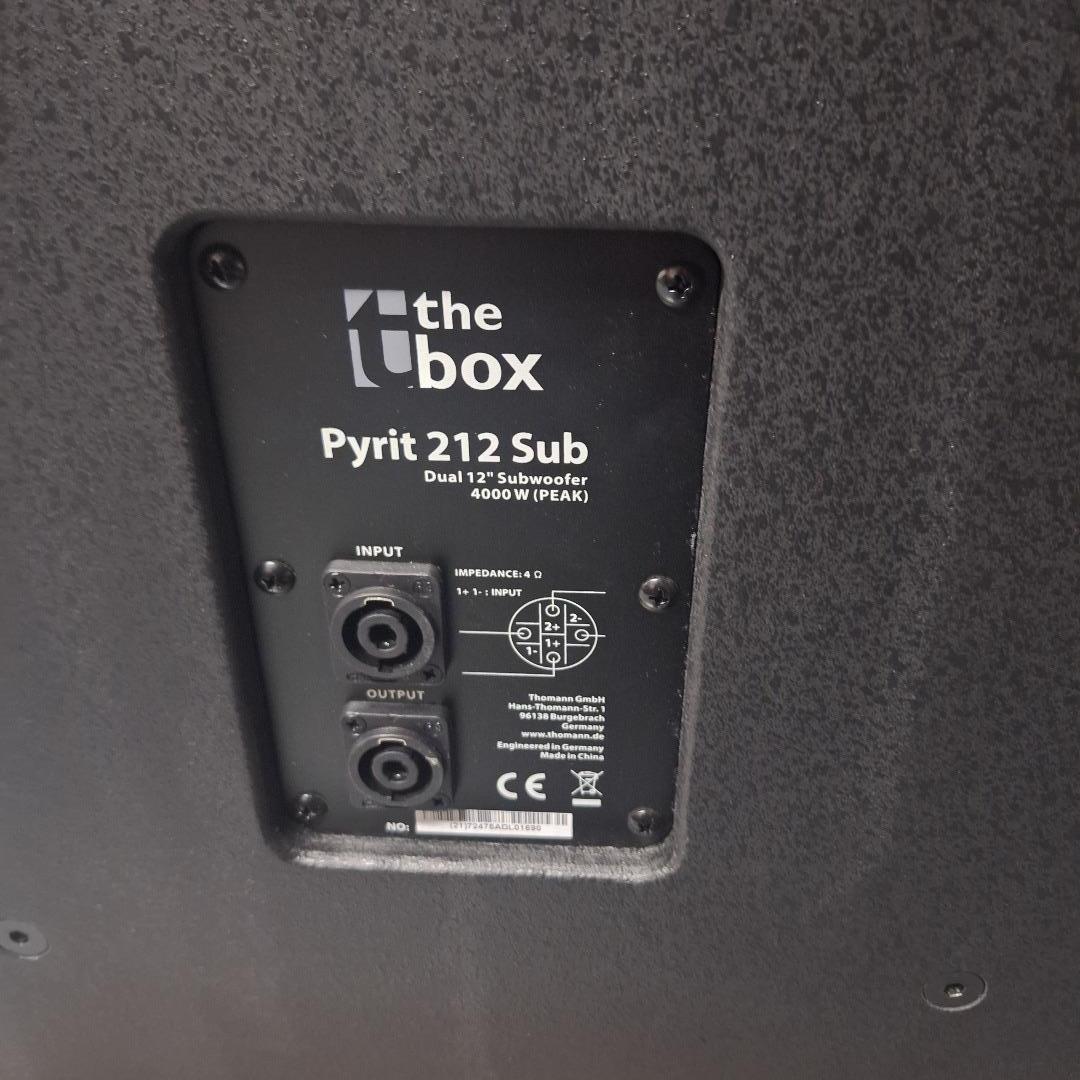 the
box
Pyrit 212 Sub
Dual 12" Subwoofer
4000 W (PEAK)
INPUT
IMPEDANCE: 4 Ω
1+ 1- : INPUT
2+
2-
1-
1+
OUTPUT
Thomann GmbH
Hans-Thomann-Str. 1
96138 Burgebrach
Germany
www.thomann.de
Engineered in Germany
Made in China
CE
NO: